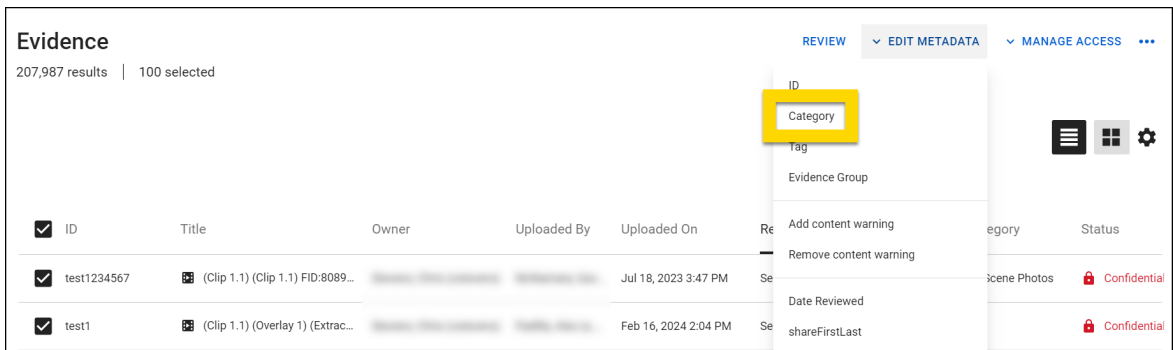 Evidence
REVIEW EDIT METADATA MANAGE ACCESS
207,987 results | 100 selected
ID
Category
Tag
Evidence Group
Add content warning
Remove content warning
Date Reviewed
shareFirstLast
ID Title Owner Uploaded By Uploaded On Re egory Status
test1234567 (Clip 1.1) (Clip 1.1) FID:8089... Jul 18, 2023 3:47 PM Se Scene Photos Confidential
test1 (Clip 1.1) (Overlay 1) (Extrac... Feb 16, 2024 2:04 PM Se Confidential